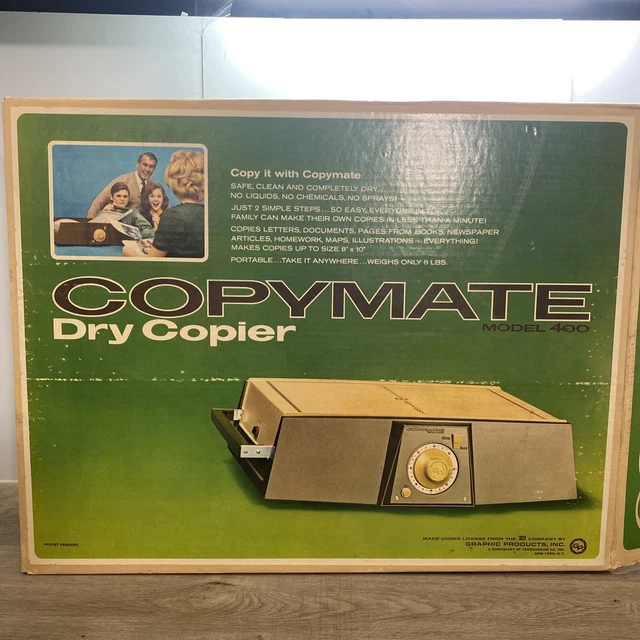 Copy it with Copymate
SAFE, CLEAN AND COMPLETELY DRY
NO LIQUIDS, NO CHEMICALS, NO SPRAYS!
JUST 2 SIMPLE STEPS... SO EASY, EVERYONE IN THE
FAMILY CAN MAKE THEIR OWN COPIES IN LESS THAN A MINUTE!
COPIES LETTERS, DOCUMENTS, PAGES FROM BOOKS, NEWSPAPER
ARTICLES, HOMEWORK, MAPS, ILLUSTRATIONS... EVERYTHING!
MAKES COPIES UP TO SIZE 8" x 10"
PORTABLE...TAKE IT ANYWHERE...WEIGHS ONLY 8 LBS.
COPYMATE
Dry Copier
MODEL 400
COPYMATE
PATENT PENDING
MADE UNDER LICENSE FROM THE 3M COMPANY BY
GRAPHIC PRODUCTS, INC.
NEW YORK, N.Y.
GP